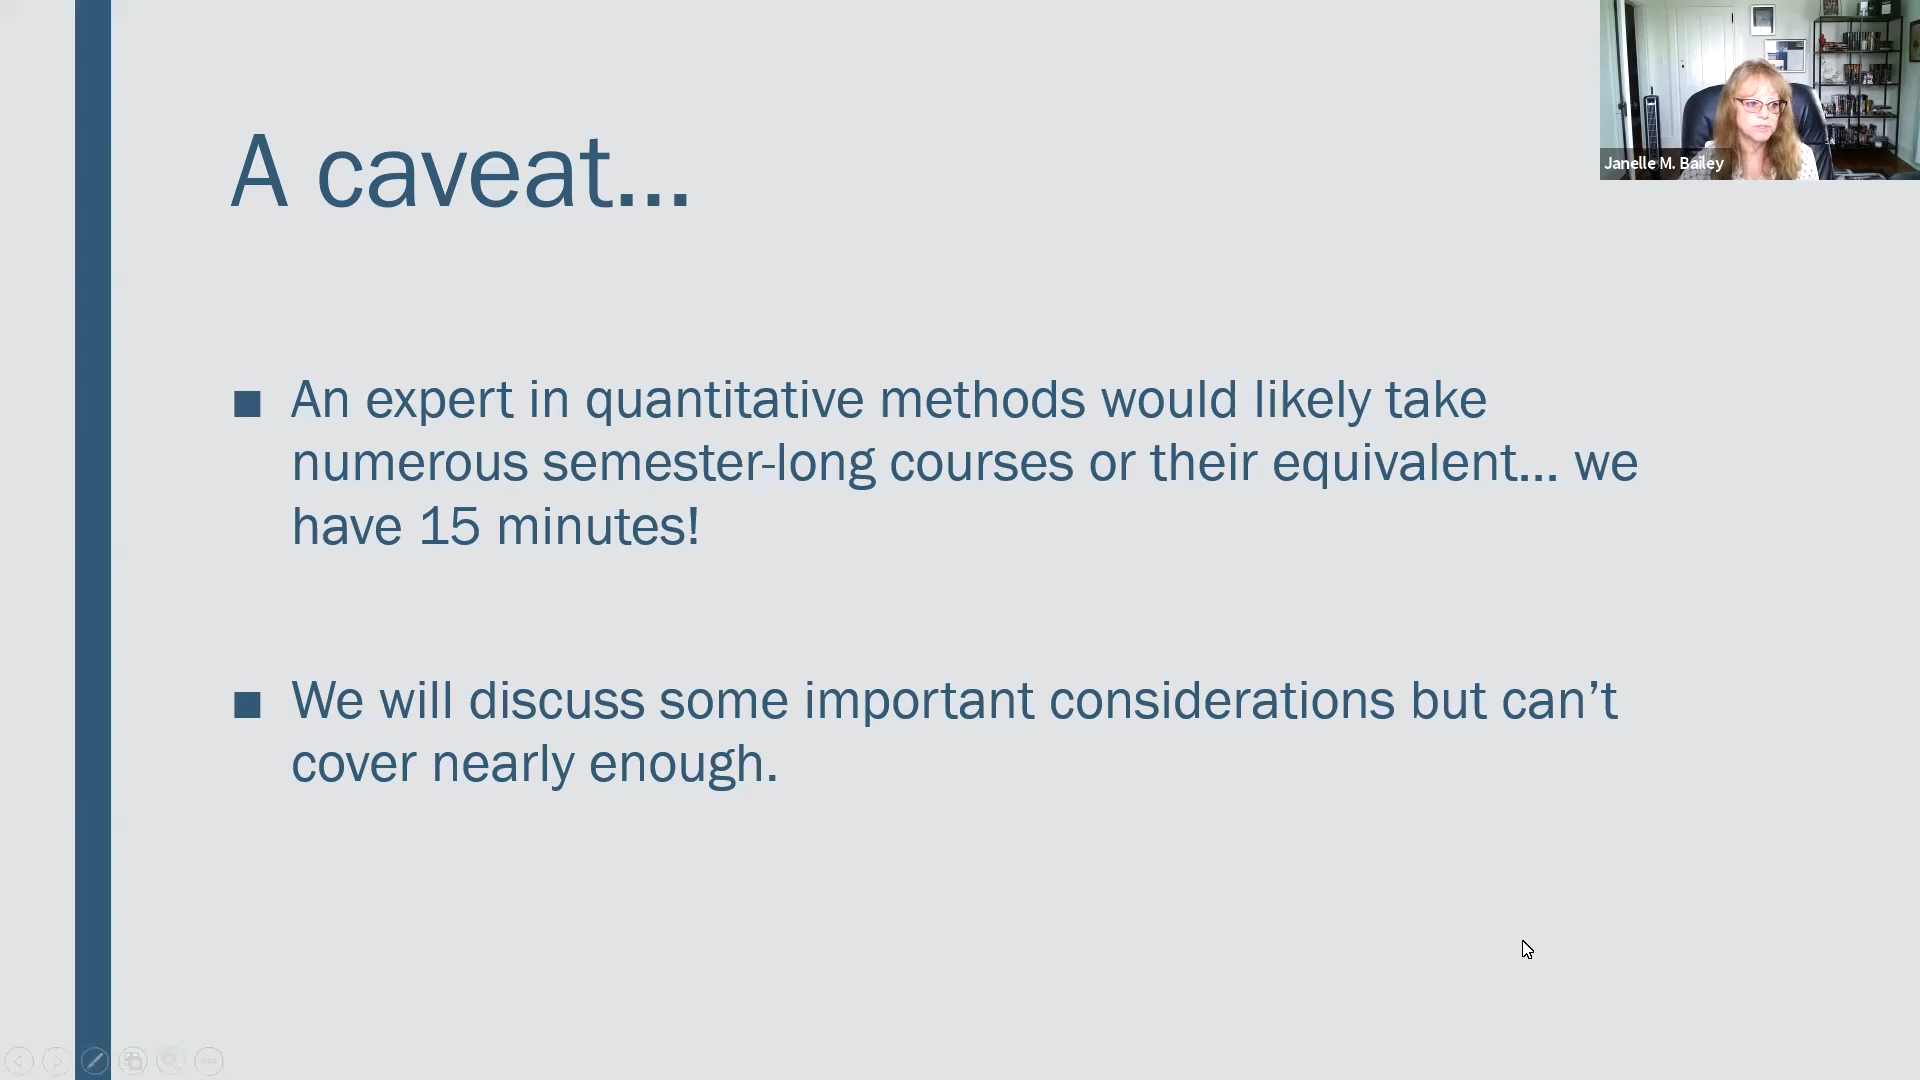 A caveat...
■ An expert in quantitative methods would likely take
numerous semester-long courses or their equivalent... we
have 15 minutes!
■ We will discuss some important considerations but can’t
cover nearly enough.
Janelle M. Bailey